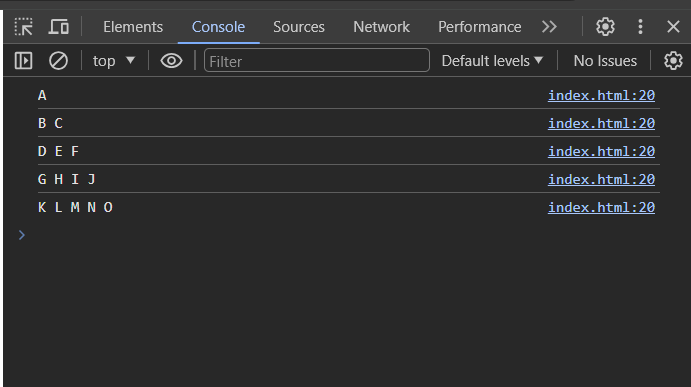 Elements Console Sources Network Performance
top Filter Default levels No Issues
A index.html:20
B C index.html:20
D E F index.html:20
G H I J index.html:20
K L M N O index.html:20